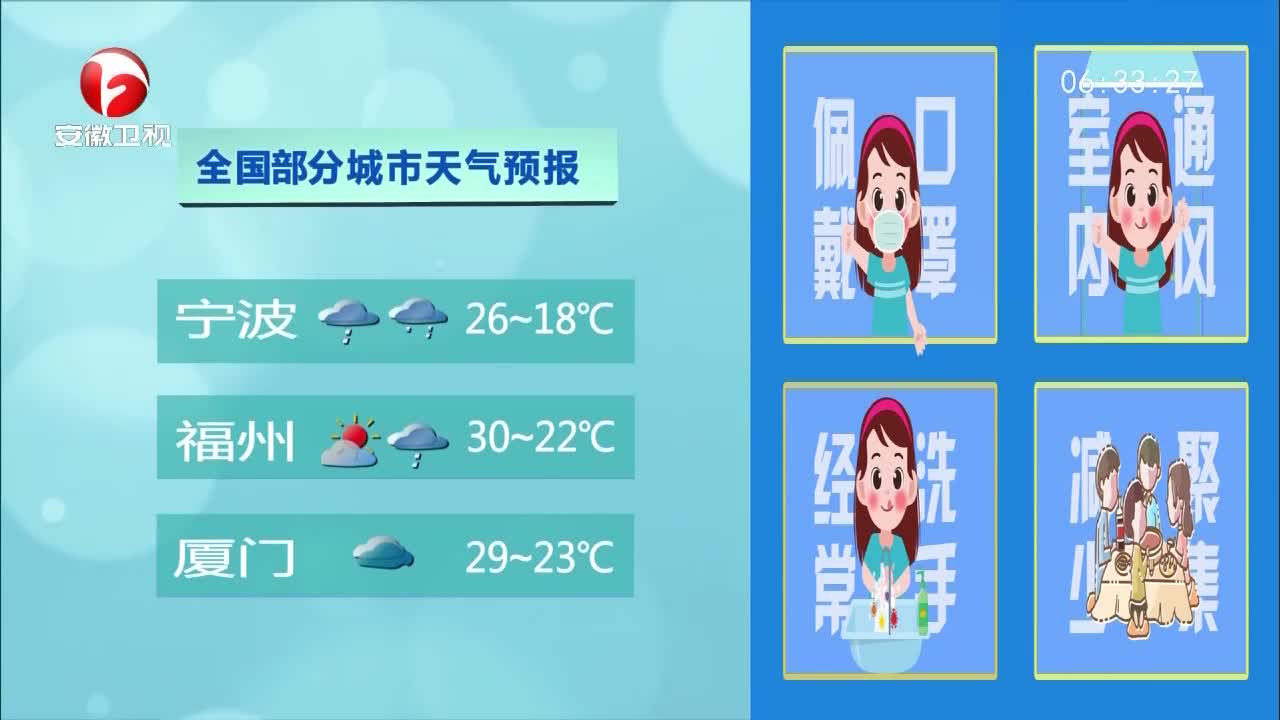 安徽卫视
全国部分城市天气预报
宁波 26~18℃
福州 30~22℃
厦门 29~23℃
06:33:27
佩戴口罩
室内通风
经常洗手
减少聚集